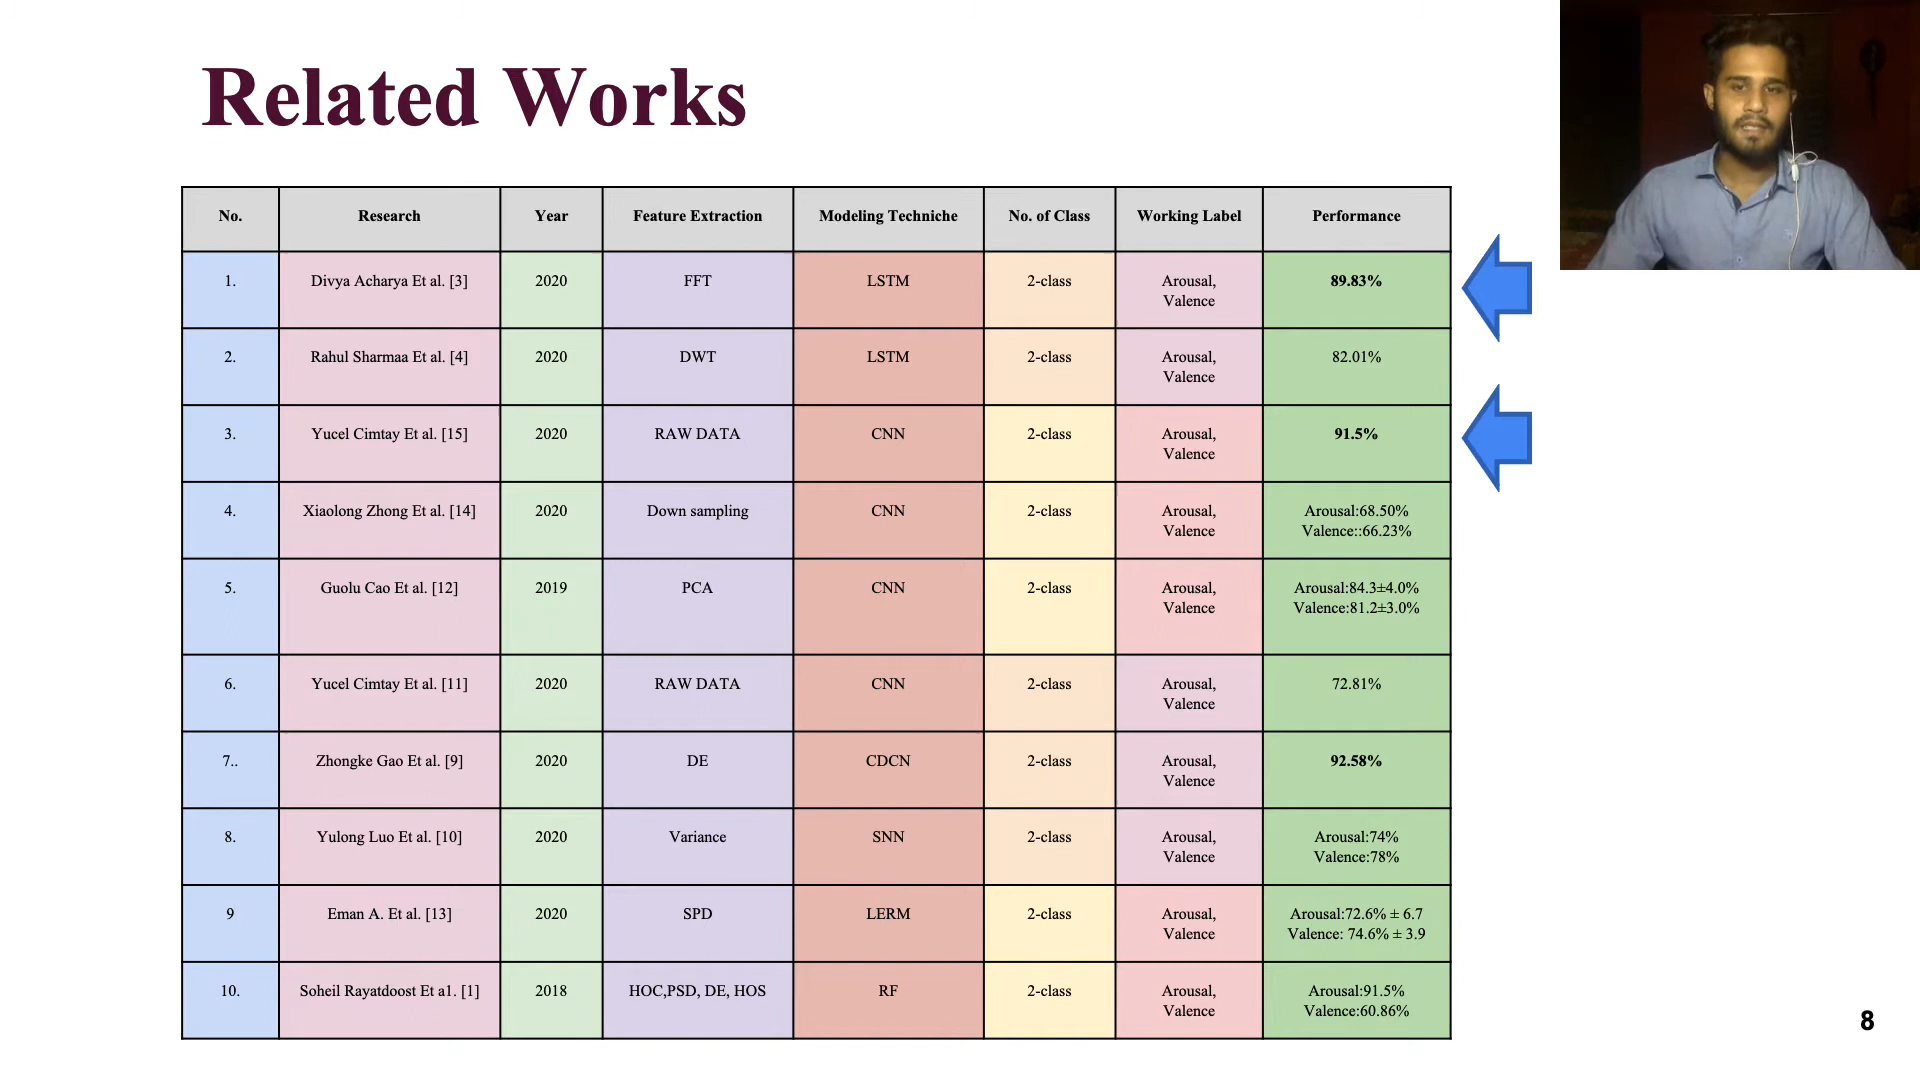 Related Works
No. Research Year Feature Extraction Modeling Techniche No. of Class Working Label Performance
1. Divya Acharya Et al. [3] 2020 FFT LSTM 2-class Arousal, 89.83%
Valence
2. Rahul Sharmaa Et al. [4] 2020 DWT LSTM 2-class Arousal, 82.01%
Valence
3. Yucel Cimtay Et al. [15] 2020 RAW DATA CNN 2-class Arousal, 91.5%
Valence
4. Xiaolong Zhong Et al. [14] 2020 Down sampling CNN 2-class Arousal, Arousal:68.50%
Valence Valence::66.23%
5. Guolu Cao Et al. [12] 2019 PCA CNN 2-class Arousal, Arousal:84.3±4.0%
Valence Valence:81.2±3.0%
6. Yucel Cimtay Et al. [11] 2020 RAW DATA CNN 2-class Arousal, 72.81%
Valence
7.. Zhongke Gao Et al. [9] 2020 DE CDCN 2-class Arousal, 92.58%
Valence
8. Yulong Luo Et al. [10] 2020 Variance SNN 2-class Arousal, Arousal:74%
Valence Valence:78%
9 Eman A. Et al. [13] 2020 SPD LERM 2-class Arousal, Arousal:72.6% ± 6.7
Valence Valence: 74.6% ± 3.9
10. Soheil Rayatdoost Et a1. [1] 2018 HOC,PSD, DE, HOS RF 2-class Arousal, Arousal:91.5%
Valence Valence:60.86%
8